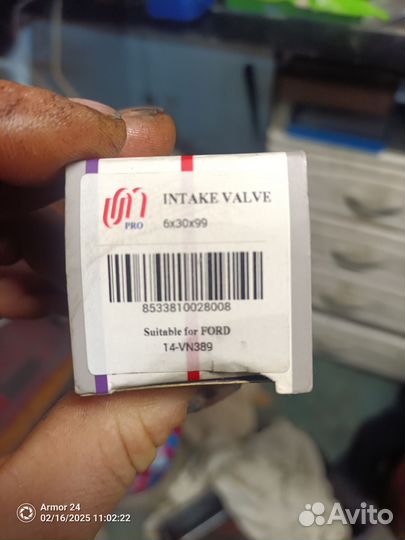 INTAKE VALVE
PRO
6x30x99
8533810028008
Suitable for FORD
14-VN389
Armor 24
02/16/2025 11:02:22
Avito